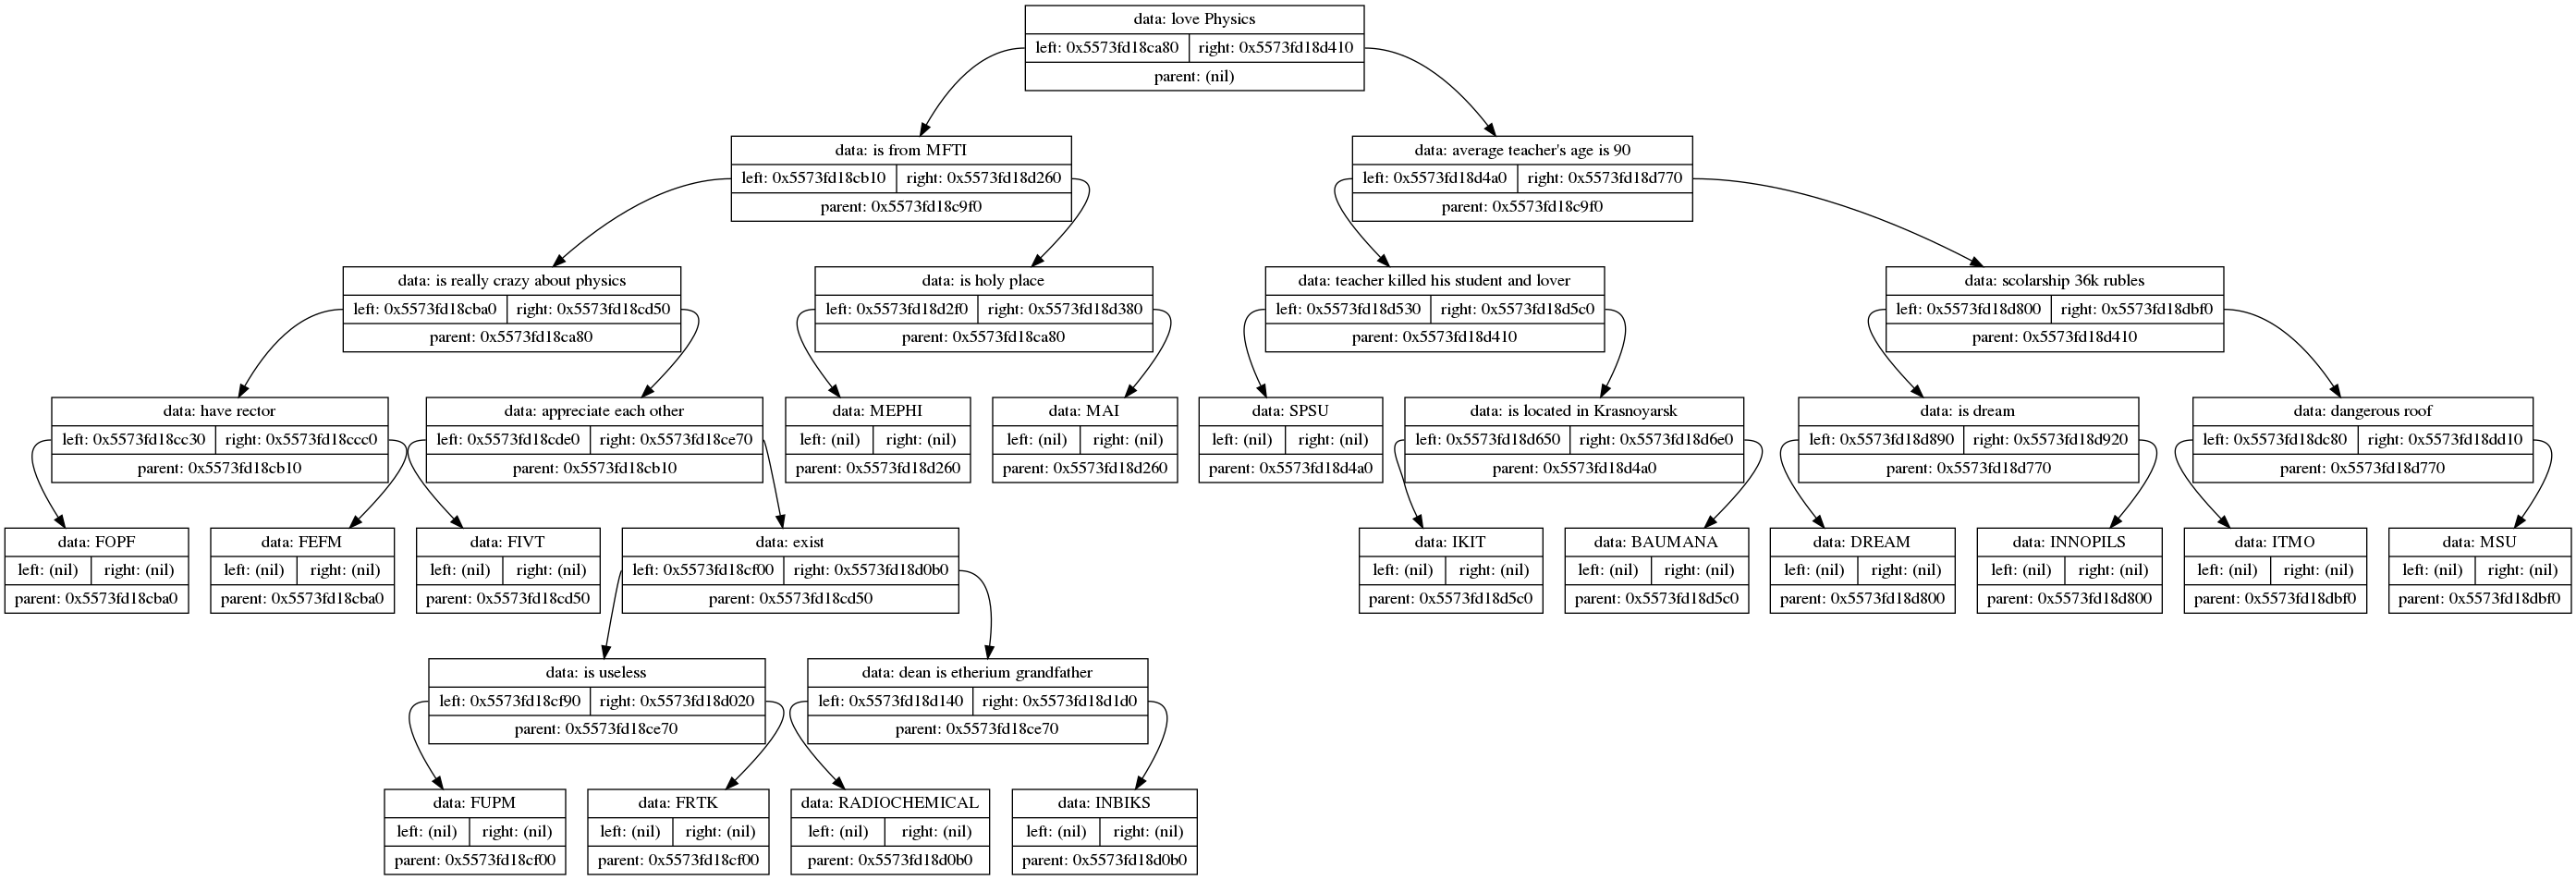 data: love Physics
left: 0x5573fd18ca80 right: 0x5573fd18d410
parent: (nil)
data: is from MFTI
left: 0x5573fd18cb10 right: 0x5573fd18d260
parent: 0x5573fd18c9f0
data: average teacher's age is 90
left: 0x5573fd18d4a0 right: 0x5573fd18d770
parent: 0x5573fd18c9f0
data: is really crazy about physics
left: 0x5573fd18cba0 right: 0x5573fd18cd50
parent: 0x5573fd18ca80
data: is holy place
left: 0x5573fd18d2f0 right: 0x5573fd18d380
parent: 0x5573fd18ca80
data: teacher killed his student and lover
left: 0x5573fd18d530 right: 0x5573fd18d5c0
parent: 0x5573fd18d410
data: scolarship 36k rubles
left: 0x5573fd18d800 right: 0x5573fd18dbf0
parent: 0x5573fd18d410
data: have rector
left: 0x5573fd18cc30 right: 0x5573fd18ccc0
parent: 0x5573fd18cb10
data: appreciate each other
left: 0x5573fd18cde0 right: 0x5573fd18ce70
parent: 0x5573fd18cb10
data: MEPHI
left: (nil) right: (nil)
parent: 0x5573fd18d260
data: MAI
left: (nil) right: (nil)
parent: 0x5573fd18d260
data: SPSU
left: (nil) right: (nil)
parent: 0x5573fd18d4a0
data: is located in Krasnoyarsk
left: 0x5573fd18d650 right: 0x5573fd18d6e0
parent: 0x5573fd18d4a0
data: is dream
left: 0x5573fd18d890 right: 0x5573fd18d920
parent: 0x5573fd18d770
data: dangerous roof
left: 0x5573fd18dc80 right: 0x5573fd18dd10
parent: 0x5573fd18d770
data: FOPF
left: (nil) right: (nil)
parent: 0x5573fd18cba0
data: FEFM
left: (nil) right: (nil)
parent: 0x5573fd18cba0
data: FIVT
left: (nil) right: (nil)
parent: 0x5573fd18cd50
data: exist
left: 0x5573fd18cf00 right: 0x5573fd18d0b0
parent: 0x5573fd18cd50
data: IKIT
left: (nil) right: (nil)
parent: 0x5573fd18d5c0
data: BAUMANA
left: (nil) right: (nil)
parent: 0x5573fd18d5c0
data: DREAM
left: (nil) right: (nil)
parent: 0x5573fd18d800
data: INNOPILS
left: (nil) right: (nil)
parent: 0x5573fd18d800
data: ITMO
left: (nil) right: (nil)
parent: 0x5573fd18dbf0
data: MSU
left: (nil) right: (nil)
parent: 0x5573fd18dbf0
data: is useless
left: 0x5573fd18cf90 right: 0x5573fd18d020
parent: 0x5573fd18ce70
data: dean is etherium grandfather
left: 0x5573fd18d140 right: 0x5573fd18d1d0
parent: 0x5573fd18ce70
data: FUPM
left: (nil) right: (nil)
parent: 0x5573fd18cf00
data: FRTK
left: (nil) right: (nil)
parent: 0x5573fd18cf00
data: RADIOCHEMICAL
left: (nil) right: (nil)
parent: 0x5573fd18d0b0
data: INBIKS
left: (nil) right: (nil)
parent: 0x5573fd18d0b0